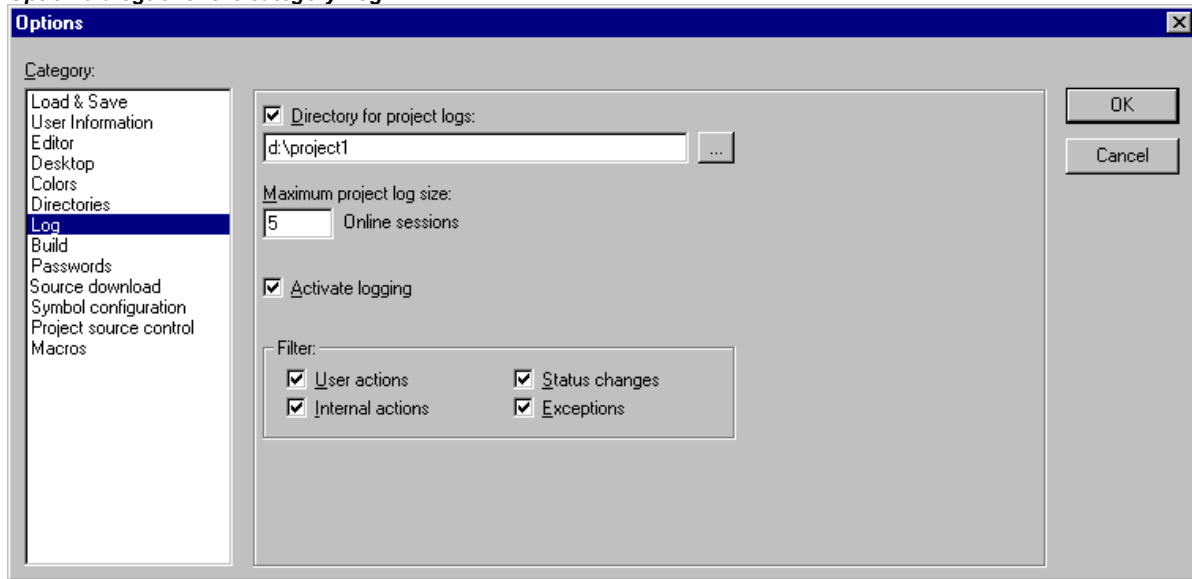 Options
Category:
Load & Save
User Information
Editor
Desktop
Colors
Directories
Log
Build
Passwords
Source download
Symbol configuration
Project source control
Macros
Directory for project logs:
d:\project1
...
Maximum project log size:
5 Online sessions
Activate logging
Filter:
User actions Status changes
Internal actions Exceptions
OK
Cancel